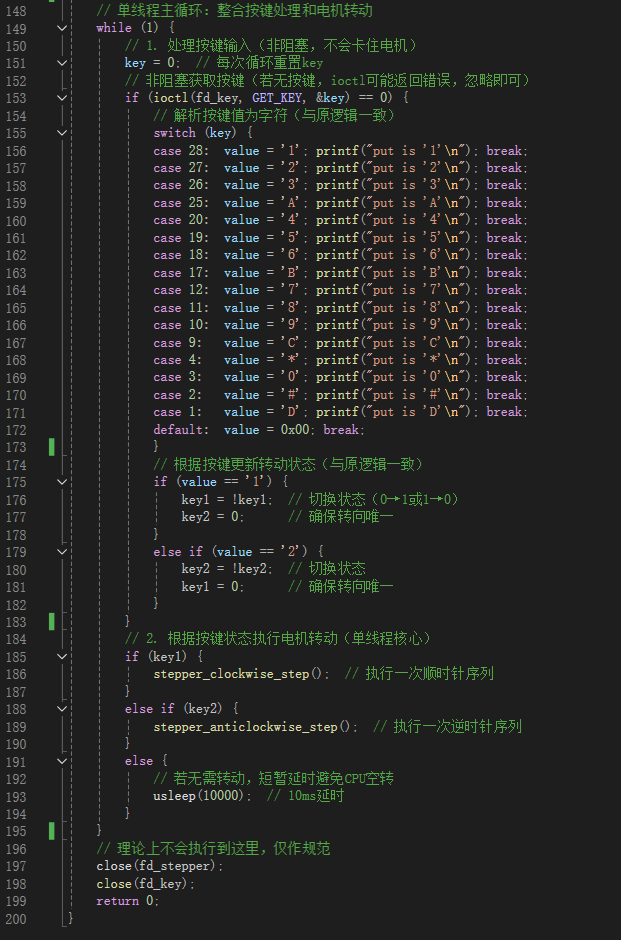 148 // 单线程主循环：整合按键处理和电机转动
149 while (1) {
150 // 1. 处理按键输入（非阻塞，不会卡住电机）
151 key = 0;  // 每次循环重置key
152 // 非阻塞获取按键（若无按键，ioctl可能返回错误，忽略即可）
153 if (ioctl(fd_key, GET_KEY, &key) == 0) {
154 // 解析按键值为字符（与原逻辑一致）
155 switch (key) {
156 case 28:  value = '1'; printf("put is '1'\n"); break;
157 case 27:  value = '2'; printf("put is '2'\n"); break;
158 case 26:  value = '3'; printf("put is '3'\n"); break;
159 case 25:  value = 'A'; printf("put is 'A'\n"); break;
160 case 20:  value = '4'; printf("put is '4'\n"); break;
161 case 19:  value = '5'; printf("put is '5'\n"); break;
162 case 18:  value = '6'; printf("put is '6'\n"); break;
163 case 17:  value = 'B'; printf("put is 'B'\n"); break;
164 case 12:  value = '7'; printf("put is '7'\n"); break;
165 case 11:  value = '8'; printf("put is '8'\n"); break;
166 case 10:  value = '9'; printf("put is '9'\n"); break;
167 case 9:   value = 'C'; printf("put is 'C'\n"); break;
168 case 4:   value = '*'; printf("put is '*'\n"); break;
169 case 3:   value = '0'; printf("put is '0'\n"); break;
170 case 2:   value = '#'; printf("put is '#'\n"); break;
171 case 1:   value = 'D'; printf("put is 'D'\n"); break;
172 default:  value = 0x00; break;
173 }
174 // 根据按键更新转动状态（与原逻辑一致）
175 if (value == '1') {
176 key1 = !key1;  // 切换状态（0→1或1→0）
177 key2 = 0;      // 确保转向唯一
178 }
179 else if (value == '2') {
180 key2 = !key2;  // 切换状态
181 key1 = 0;      // 确保转向唯一
182 }
183 }
184 // 2. 根据按键状态执行电机转动（单线程核心）
185 if (key1) {
186 stepper_clockwise_step();  // 执行一次顺时针序列
187 }
188 else if (key2) {
189 stepper_anticlockwise_step();  // 执行一次逆时针序列
190 }
191 else {
192 // 若无需转动，短暂延时避免CPU空转
193 usleep(10000);  // 10ms延时
194 }
195 }
196 // 理论上不会执行到这里，仅作规范
197 close(fd_stepper);
198 close(fd_key);
199 return 0;
200 }